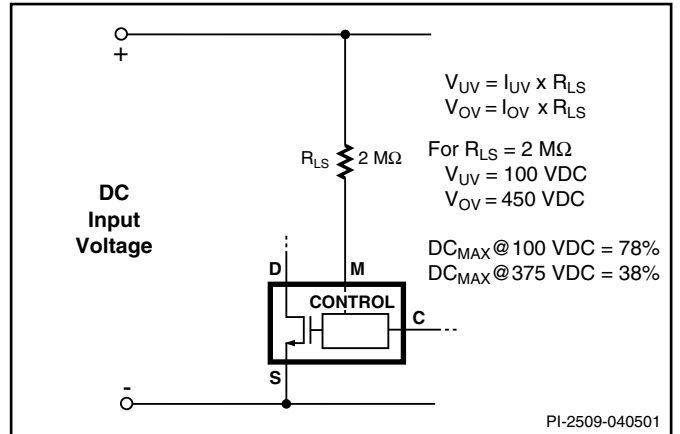 +
V_UV = I_UV x R_LS
V_OV = I_OV x R_LS
R_LS 2 MΩ
For R_LS = 2 MΩ
V_UV = 100 VDC
V_OV = 450 VDC
DC
Input
Voltage
DC_MAX@100 VDC = 78%
DC_MAX@375 VDC = 38%
D M
CONTROL
C
S
-
PI-2509-040501